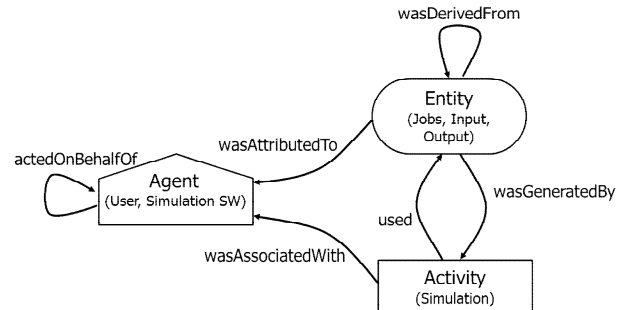 wasDerivedFrom
Entity
(Jobs, Input,
Output)
wasAttributedTo
actedOnBehalfOf
Agent
(User, Simulation SW)
wasGeneratedBy
used
wasAssociatedWith
Activity
(Simulation)